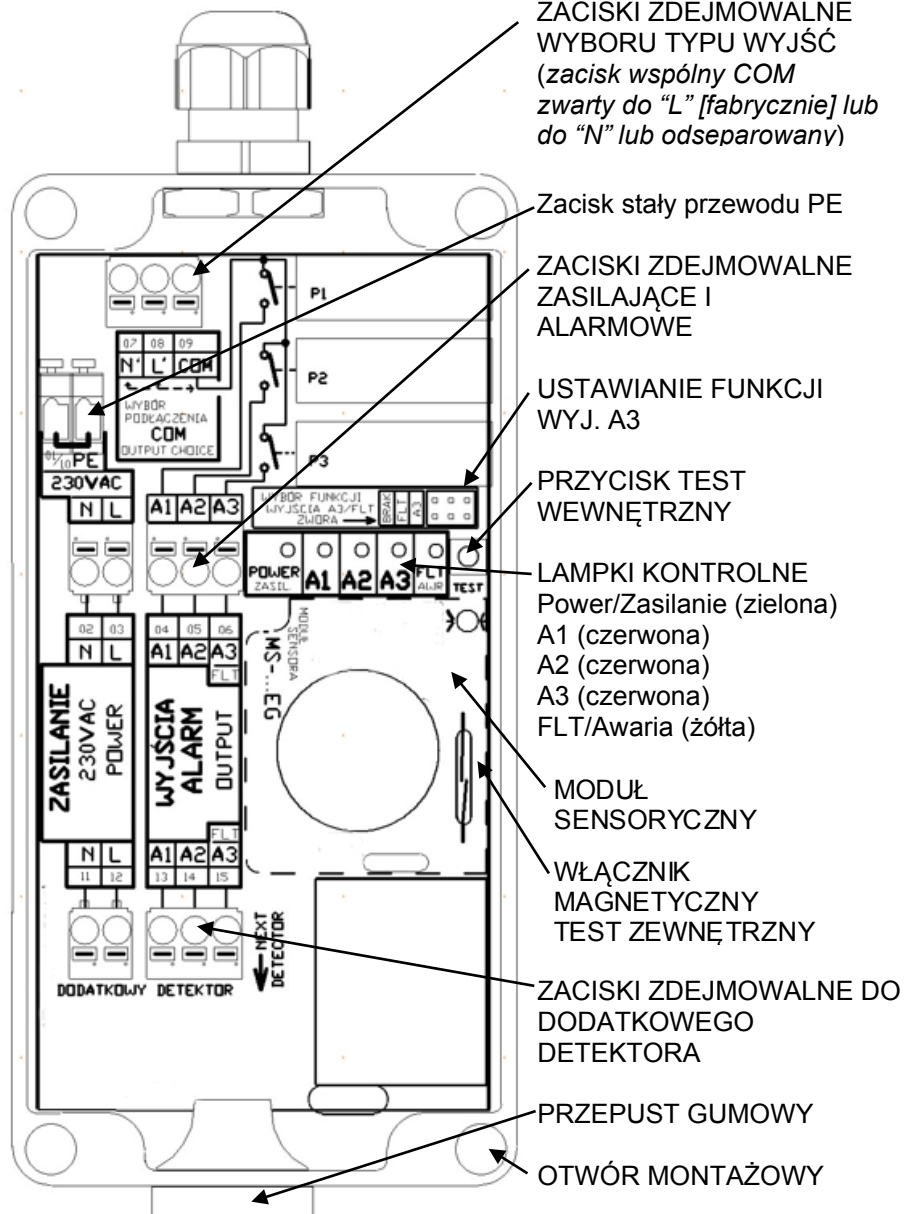 ZACISKI ZDEJMOWALNE
WYBORU TYPU WYJŚĆ
(zacisk wspólny COM
zwarty do “L” [fabrycznie] lub
do “N” lub odseparowany)
Zacisk stały przewodu PE
ZACISKI ZDEJMOWALNE
ZASILAJĄCE I
ALARMOWE
USTAWIANIE FUNKCJI
WYJ. A3
PRZYCISK TEST
WEWNĘTRZNY
LAMPKI KONTROLNE
Power/Zasilanie (zielona)
A1 (czerwona)
A2 (czerwona)
A3 (czerwona)
FLT/Awaria (żółta)
MODUŁ
SENSORYCZNY
WŁĄCZNIK
MAGNETYCZNY
TEST ZEWNĘTRZNY
ZACISKI ZDEJMOWALNE DO
DODATKOWEGO
DETEKTORA
PRZEPUST GUMOWY
OTWÓR MONTAŻOWY
P1
P2
P3
07 08 09
N' L' COM
WYBÓR
PODŁĄCZENIA
COM
OUTPUT CHOICE
01/10 PE
230VAC
N L
A1 A2 A3
WYBÓR FUNKCJI
WYJŚCIA A3/FLT
ZWORA
BRAK
FLT
A3
POWER
ZASIL.
A1 A2 A3
FLT
AWR
TEST
02 03
N L
04 05 06
A1 A2 A3
FLT
ZASILANIE
230VAC
POWER
WYJŚCIA
ALARM
OUTPUT
MODUŁ
SENSORA
MS-...EG
FLT
N L
11 12
A1 A2 A3
13 14 15
NEXT
DETECTOR
DODATKOWY DETEKTOR